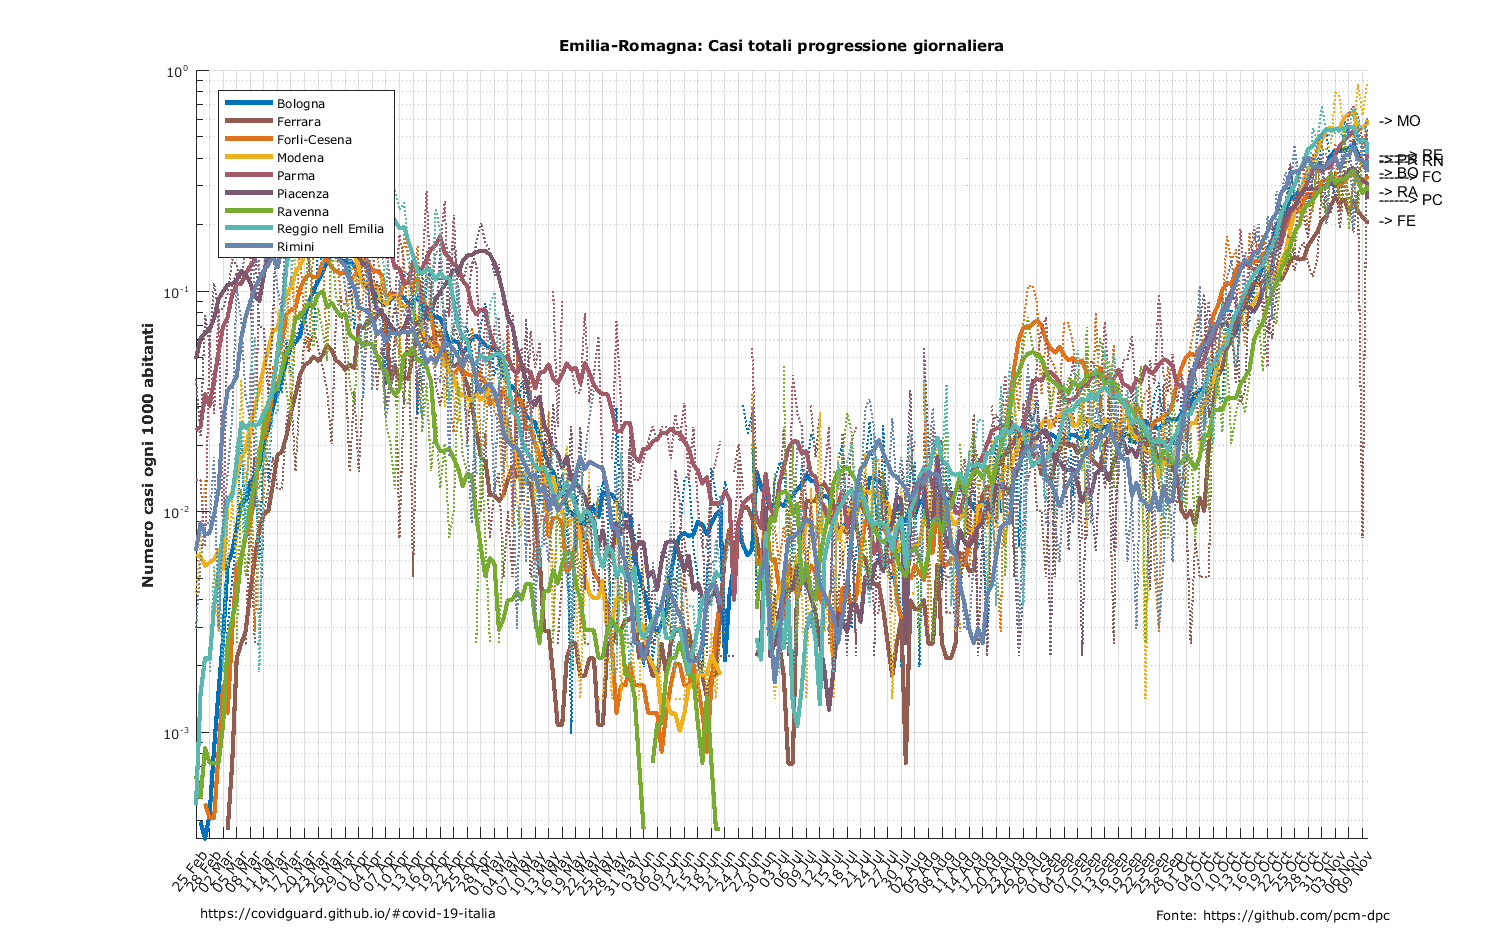 Emilia-Romagna: Casi totali progressione giornaliera
10^0
10^-1
10^-2
10^-3
Numero casi ogni 1000 abitanti
Bologna
Ferrara
Forli-Cesena
Modena
Parma
Piacenza
Ravenna
Reggio nell Emilia
Rimini
-> MO
------> RE
RN
-> BO
------> FC
-> RA
------> PC
-> FE
25 Feb
28 Feb
02 Mar
05 Mar
08 Mar
11 Mar
14 Mar
17 Mar
20 Mar
23 Mar
26 Mar
29 Mar
01 Apr
04 Apr
07 Apr
10 Apr
13 Apr
16 Apr
19 Apr
22 Apr
25 Apr
28 Apr
01 May
04 May
07 May
10 May
13 May
16 May
19 May
22 May
25 May
28 May
31 May
03 Jun
06 Jun
09 Jun
12 Jun
15 Jun
18 Jun
21 Jun
24 Jun
27 Jun
30 Jun
03 Jul
06 Jul
09 Jul
12 Jul
15 Jul
18 Jul
21 Jul
24 Jul
27 Jul
30 Jul
02 Aug
05 Aug
08 Aug
11 Aug
14 Aug
17 Aug
20 Aug
23 Aug
26 Aug
29 Aug
01 Sep
04 Sep
07 Sep
10 Sep
13 Sep
16 Sep
19 Sep
22 Sep
25 Sep
28 Sep
01 Oct
04 Oct
07 Oct
10 Oct
13 Oct
16 Oct
19 Oct
22 Oct
25 Oct
28 Oct
31 Oct
03 Nov
06 Nov
09 Nov
https://covidguard.github.io/#covid-19-italia
Fonte: https://github.com/pcm-dpc